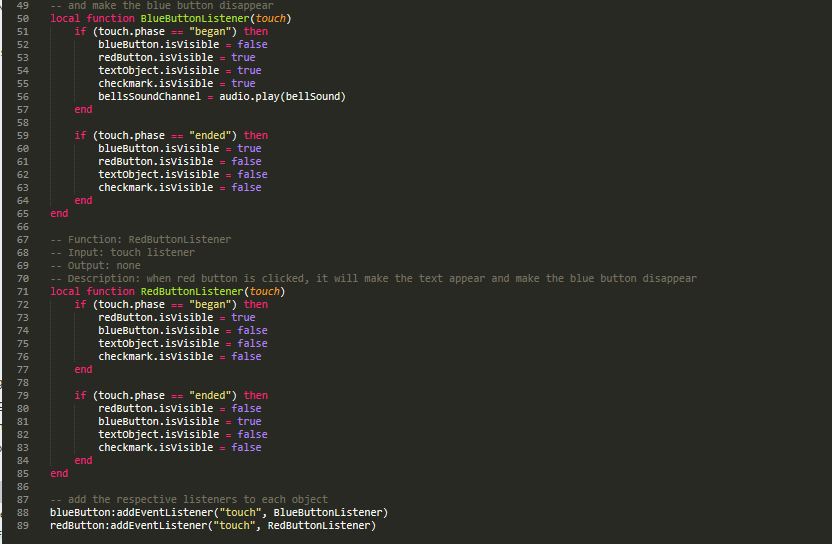 49 -- and make the blue button disappear
50 local function BlueButtonListener(touch)
51 if (touch.phase == "began") then
52 blueButton.isVisible = false
53 redButton.isVisible = true
54 textObject.isVisible = true
55 checkmark.isVisible = true
56 bellsSoundChannel = audio.play(bellSound)
57 end
58
59 if (touch.phase == "ended") then
60 blueButton.isVisible = true
61 redButton.isVisible = false
62 textObject.isVisible = false
63 checkmark.isVisible = false
64 end
65 end
66
67 -- Function: RedButtonListener
68 -- Input: touch listener
69 -- Output: none
70 -- Description: when red button is clicked, it will make the text appear and make the blue button disappear
71 local function RedButtonListener(touch)
72 if (touch.phase == "began") then
73 redButton.isVisible = true
74 blueButton.isVisible = false
75 textObject.isVisible = false
76 checkmark.isVisible = false
77 end
78
79 if (touch.phase == "ended") then
80 redButton.isVisible = false
81 blueButton.isVisible = true
82 textObject.isVisible = false
83 checkmark.isVisible = false
84 end
85 end
86
87 -- add the respective listeners to each object
88 blueButton:addEventListener("touch", BlueButtonListener)
89 redButton:addEventListener("touch", RedButtonListener)